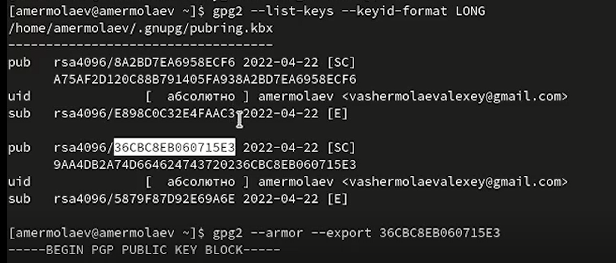 [amermolaev@amermolaev ~]$ gpg2 --list-keys --keyid-format LONG
/home/amermolaev/.gnupg/pubring.kbx
---------------------------------
pub   rsa4096/8A2BD7EA6958ECF6 2022-04-22 [SC]
      A75AF2D120C88B791405FA938A2BD7EA6958ECF6
uid                 [  абсолютно ] amermolaev <vashermolaevalexey@gmail.com>
sub   rsa4096/E898C0C32E4FAAC3 2022-04-22 [E]

pub   rsa4096/36CBC8EB060715E3 2022-04-22 [SC]
      9AA4DB2A74D664624743720236CBC8EB060715E3
uid                 [  абсолютно ] amermolaev <vashermolaevalexey@gmail.com>
sub   rsa4096/5879F87D92E69A6E 2022-04-22 [E]

[amermolaev@amermolaev ~]$ gpg2 --armor --export 36CBC8EB060715E3
-----BEGIN PGP PUBLIC KEY BLOCK-----